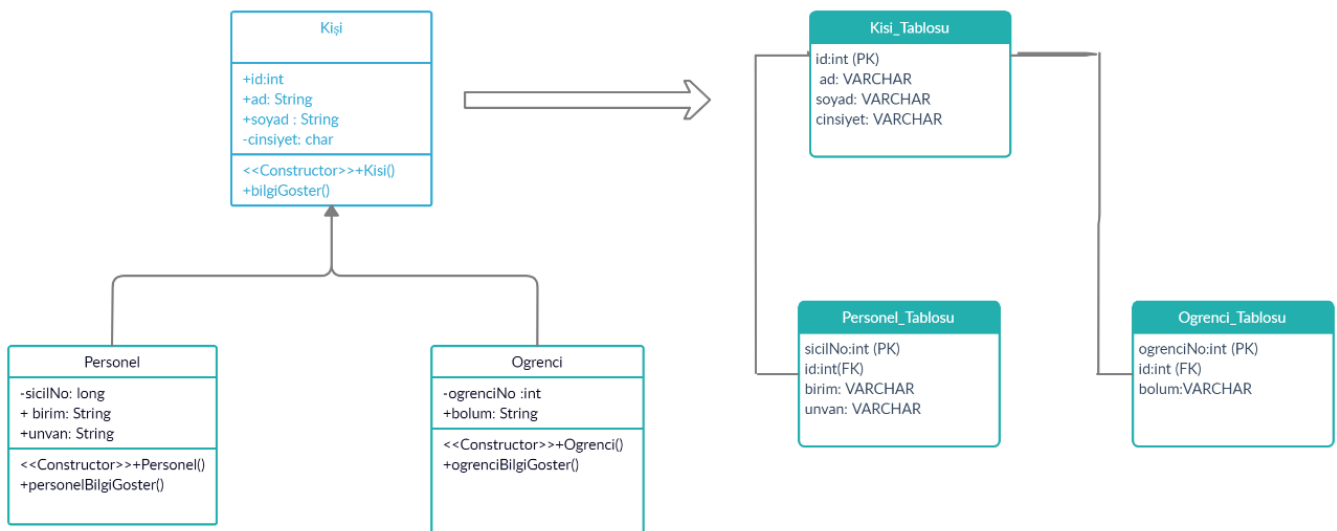 Kişi
+id:int
+ad: String
+soyad : String
-cinsiyet: char
<<Constructor>>+Kisi()
+bilgiGoster()
Personel
-sicilNo: long
+ birim: String
+unvan: String
<<Constructor>>+Personel()
+personelBilgiGoster()
Ogrenci
-ogrenciNo :int
+bolum: String
<<Constructor>>+Ogrenci()
+ogrenciBilgiGoster()
Kisi_Tablosu
id:int (PK)
ad: VARCHAR
soyad: VARCHAR
cinsiyet: VARCHAR
Personel_Tablosu
sicilNo:int (PK)
id:int(FK)
birim: VARCHAR
unvan: VARCHAR
Ogrenci_Tablosu
ogrenciNo:int (PK)
id:int (FK)
bolum:VARCHAR